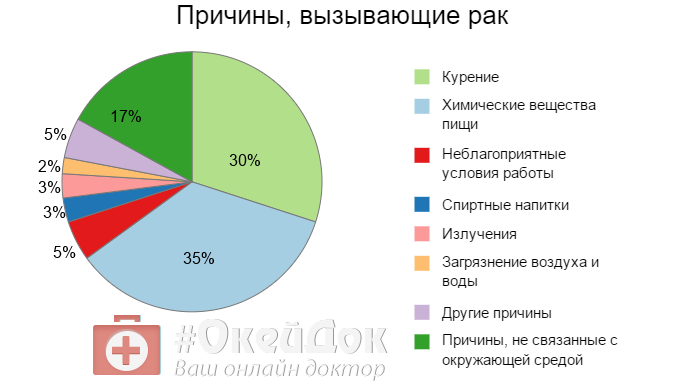 Причины, вызывающие рак
17%
5%
30%
2%
3%
3%
5%
35%
Курение
Химические вещества
пищи
Неблагоприятные
условия работы
Спиртные напитки
Излучения
Загрязнение воздуха и
воды
Другие причины
Причины, не связанные с
окружающей средой
#ОкейДок
Ваш онлайн доктор